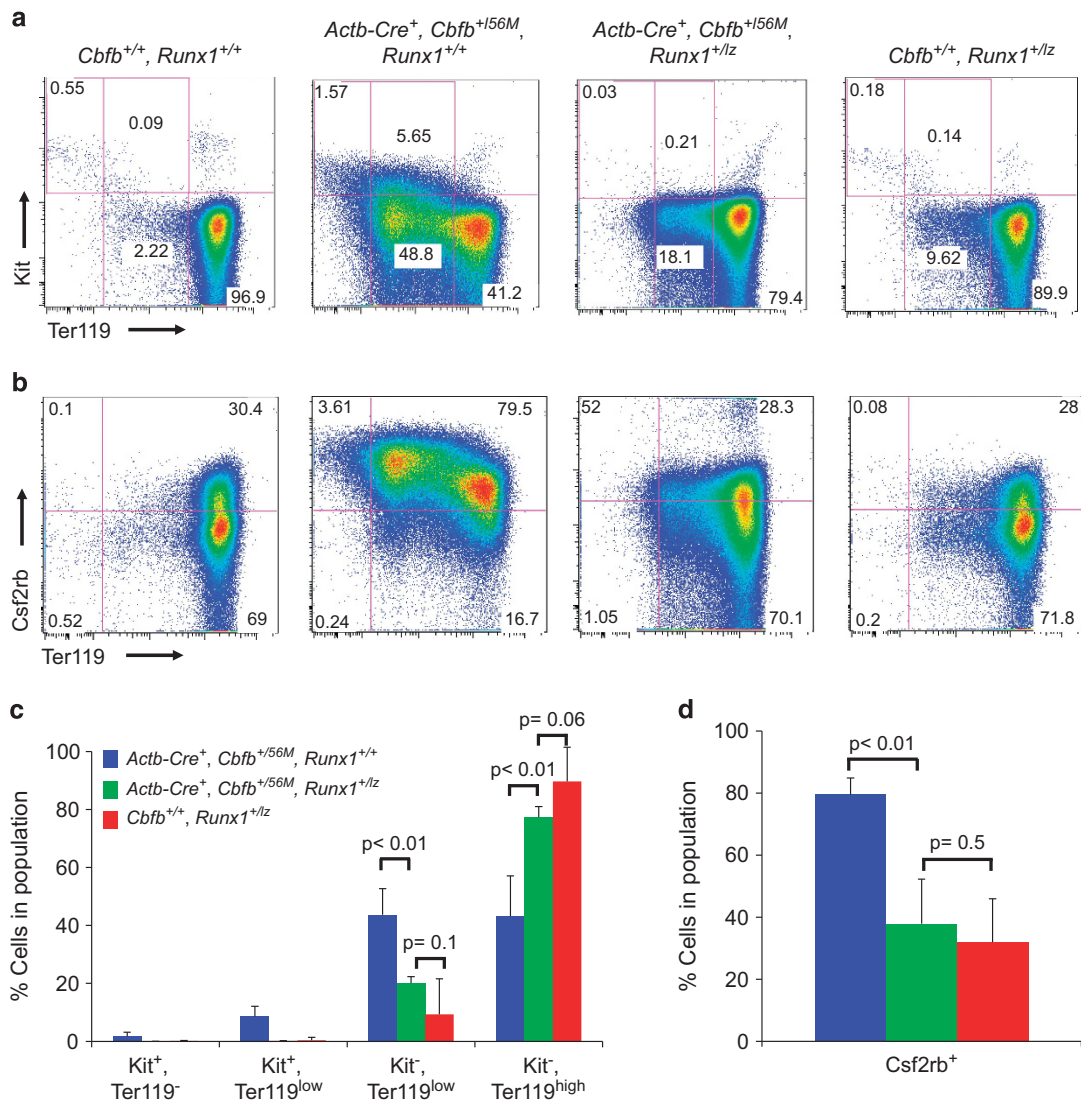 a
Cbfb+/+, Runx1+/+
Actb-Cre+, Cbfb+/56M,
Runx1+/+
Actb-Cre+, Cbfb+/56M,
Runx1+/lz
Cbfb+/+, Runx1+/lz
0.55
0.09
2.22
96.9
1.57
5.65
48.8
41.2
0.03
0.21
18.1
79.4
0.18
0.14
9.62
89.9
Kit
Ter119
b
0.1
30.4
0.52
69
3.61
79.5
0.24
16.7
52
28.3
1.05
70.1
0.08
28
0.2
71.8
Csf2rb
Ter119
c
% Cells in population
100
80
60
40
20
0
Actb-Cre+, Cbfb+/56M, Runx1+/+
Actb-Cre+, Cbfb+/56M, Runx1+/lz
Cbfb+/+, Runx1+/lz
p< 0.01
p= 0.1
p< 0.01
p= 0.06
Kit+,
Ter119-
Kit+,
Ter119low
Kit-,
Ter119low
Kit-,
Ter119high
d
% Cells in population
100
80
60
40
20
0
p< 0.01
p= 0.5
Csf2rb+